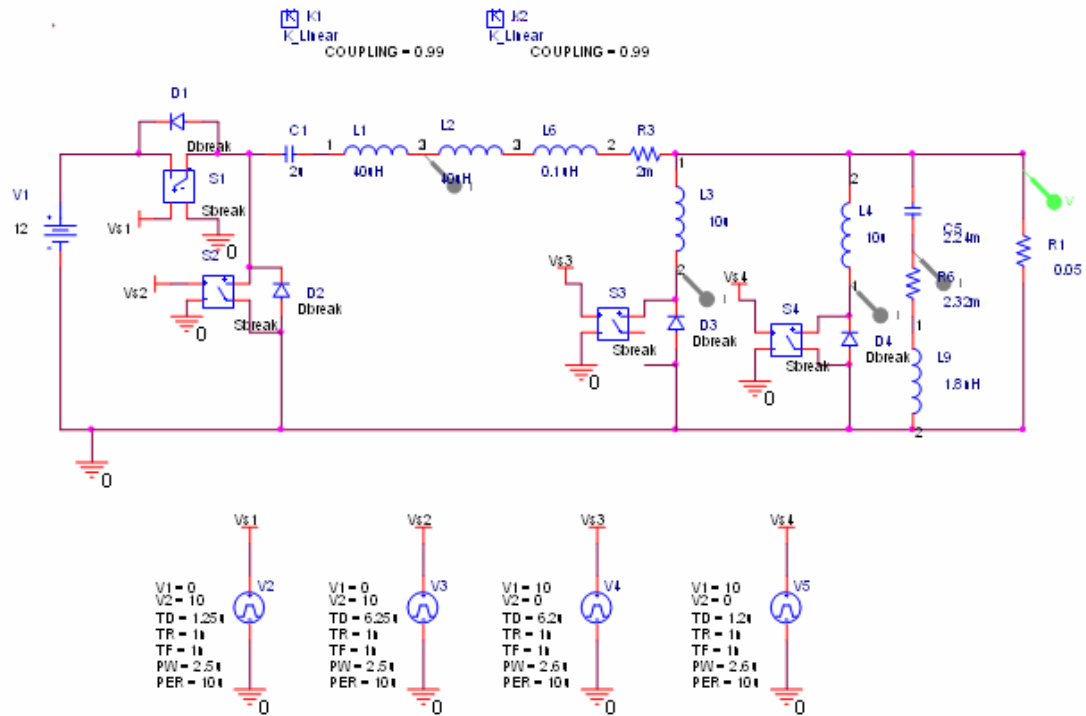 K K1
K_Linear
COUPLING = 0.99
K k2
K_Linear
COUPLING = 0.99
D1
Dbreak
C1
2u
1 L1
40uH
L2
L6
0.1uH
2 R3
2m
V1
12
S1
Sbreak
Vs1
0
S2
Vs2
Sbreak
0
D2
Dbreak
1
L3
10u
2
Vs3
S3
Sbreak
0
D3
Dbreak
2
L4
10u
1
Vs4
S4
Sbreak
0
D4
Dbreak
C5
2.24m
R6
2.32m
1
L9
2
V
R1
0.05
I
0
Vs1
V1 = 0
V2 = 10
TD = 1.25u
TR = 1n
TF = 1n
PW = 2.5u
PER = 10u
V2
0
Vs2
V1 = 0
V2 = 10
TD = 6.25u
TR = 1n
TF = 1n
PW = 2.5u
PER = 10u
V3
0
Vs3
V1 = 10
V2 = 0
TD = 6.2u
TR = 1n
TF = 1n
PW = 2.6u
PER = 10u
V4
0
Vs4
V1 = 10
V2 = 0
TD = 1.2u
TR = 1n
TF = 1n
PW = 2.6u
PER = 10u
V5
0